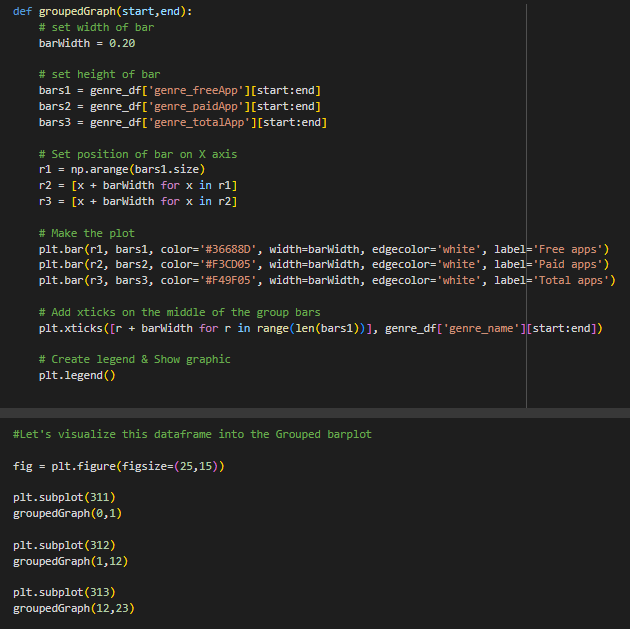 def groupedGraph(start,end):
# set width of bar
barWidth = 0.20
# set height of bar
bars1 = genre_df['genre_freeApp'][start:end]
bars2 = genre_df['genre_paidApp'][start:end]
bars3 = genre_df['genre_totalApp'][start:end]
# Set position of bar on X axis
r1 = np.arange(bars1.size)
r2 = [x + barWidth for x in r1]
r3 = [x + barWidth for x in r2]
# Make the plot
plt.bar(r1, bars1, color='#36688D', width=barWidth, edgecolor='white', label='Free apps')
plt.bar(r2, bars2, color='#F3CD05', width=barWidth, edgecolor='white', label='Paid apps')
plt.bar(r3, bars3, color='#F49F05', width=barWidth, edgecolor='white', label='Total apps')
# Add xticks on the middle of the group bars
plt.xticks([r + barWidth for r in range(len(bars1))], genre_df['genre_name'][start:end])
# Create legend & Show graphic
plt.legend()
#Let's visualize this dataframe into the Grouped barplot
fig = plt.figure(figsize=(25,15))
plt.subplot(311)
groupedGraph(0,1)
plt.subplot(312)
groupedGraph(1,12)
plt.subplot(313)
groupedGraph(12,23)